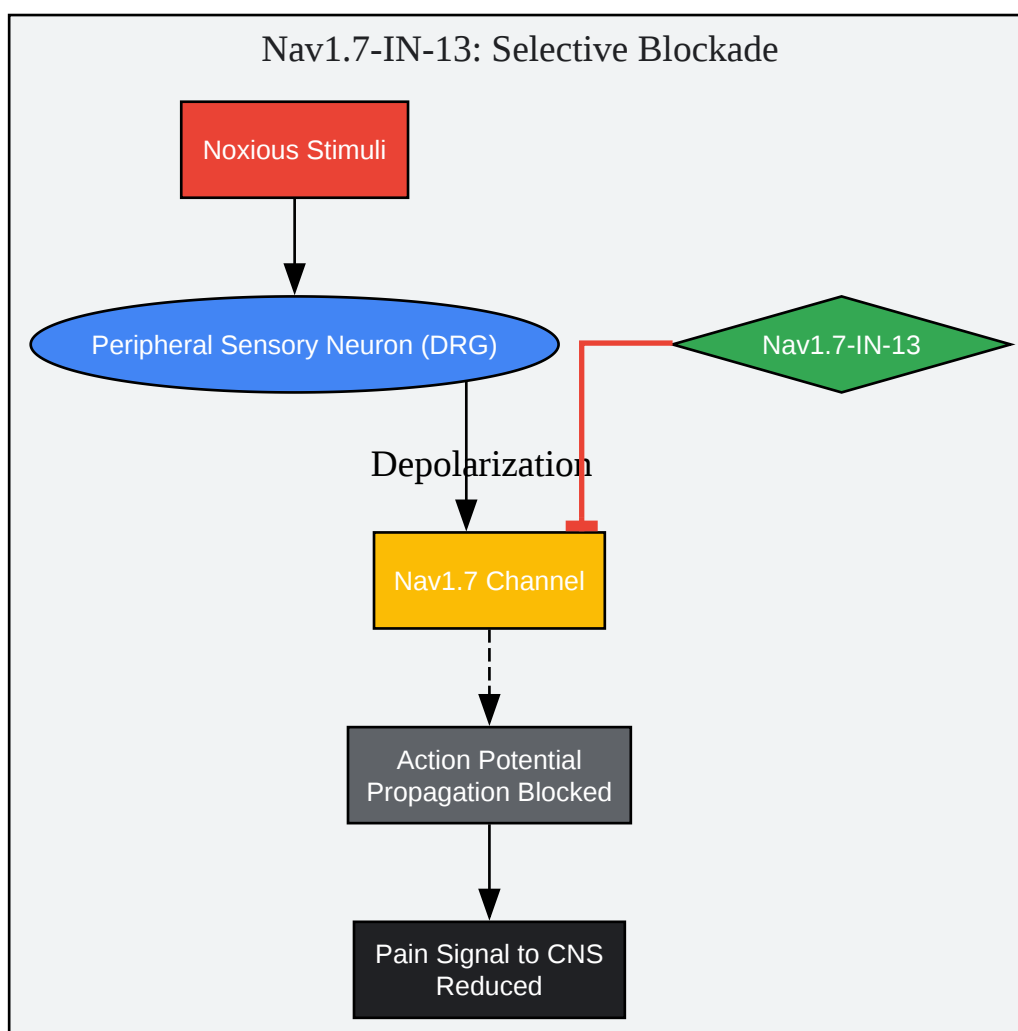 Nav1.7-IN-13: Selective Blockade
Noxious Stimuli
Peripheral Sensory Neuron (DRG)
Nav1.7-IN-13
Depolarization
Nav1.7 Channel
Action Potential
Propagation Blocked
Pain Signal to CNS
Reduced